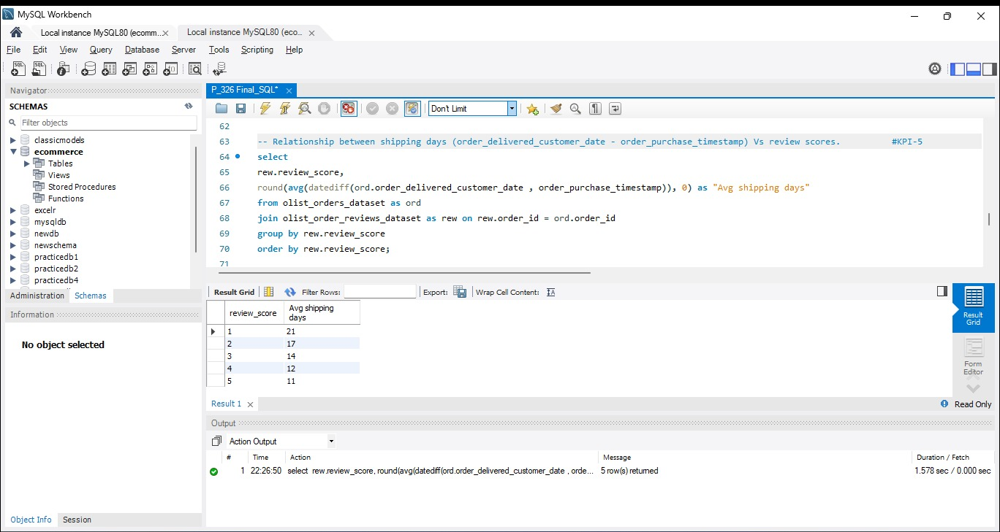 MySQL Workbench
Local instance MySQL80 (ecomm... Local instance MySQL80 (eco...
File Edit View Query Database Server Tools Scripting Help
Navigator
SCHEMAS
Filter objects
classicmodels
ecommerce
Tables
Views
Stored Procedures
Functions
excelr
mysqldb
newdb
newschema
practicedb1
practicedb2
practicedb4
Administration Schemas
Information
No object selected
Object Info Session
P_326 Final_SQL*
Don't Limit
62
63 -- Relationship between shipping days (order_delivered_customer_date - order_purchase_timestamp) Vs review scores. #KPI-5
64 select
65 rew.review_score,
66 round(avg(datediff(ord.order_delivered_customer_date , order_purchase_timestamp)), 0) as "Avg shipping days"
67 from olist_orders_dataset as ord
68 join olist_order_reviews_dataset as rew on rew.order_id = ord.order_id
69 group by rew.review_score
70 order by rew.review_score;
71
Result Grid Filter Rows: Export: Wrap Cell Content:
review_score Avg shipping days
1 21
2 17
3 14
4 12
5 11
Result Grid
Form Editor
Result 1
Read Only
Output
Action Output
# Time Action Message Duration / Fetch
1 22:26:50 select rew.review_score, round(avg(datediff(ord.order_delivered_customer_date , orde... 5 row(s) returned 1.578 sec / 0.000 sec